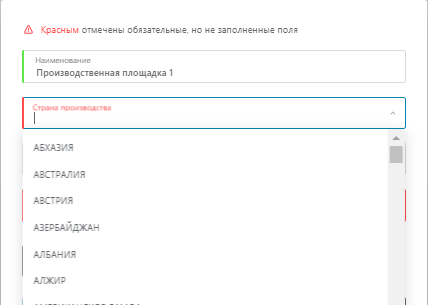 Красным отмечены обязательные, но не заполненные поля
Наименование
Производственная площадка 1
Страна производства
АБХАЗИЯ
АВСТРАЛИЯ
АВСТРИЯ
АЗЕРБАЙДЖАН
АЛБАНИЯ
АЛЖИР